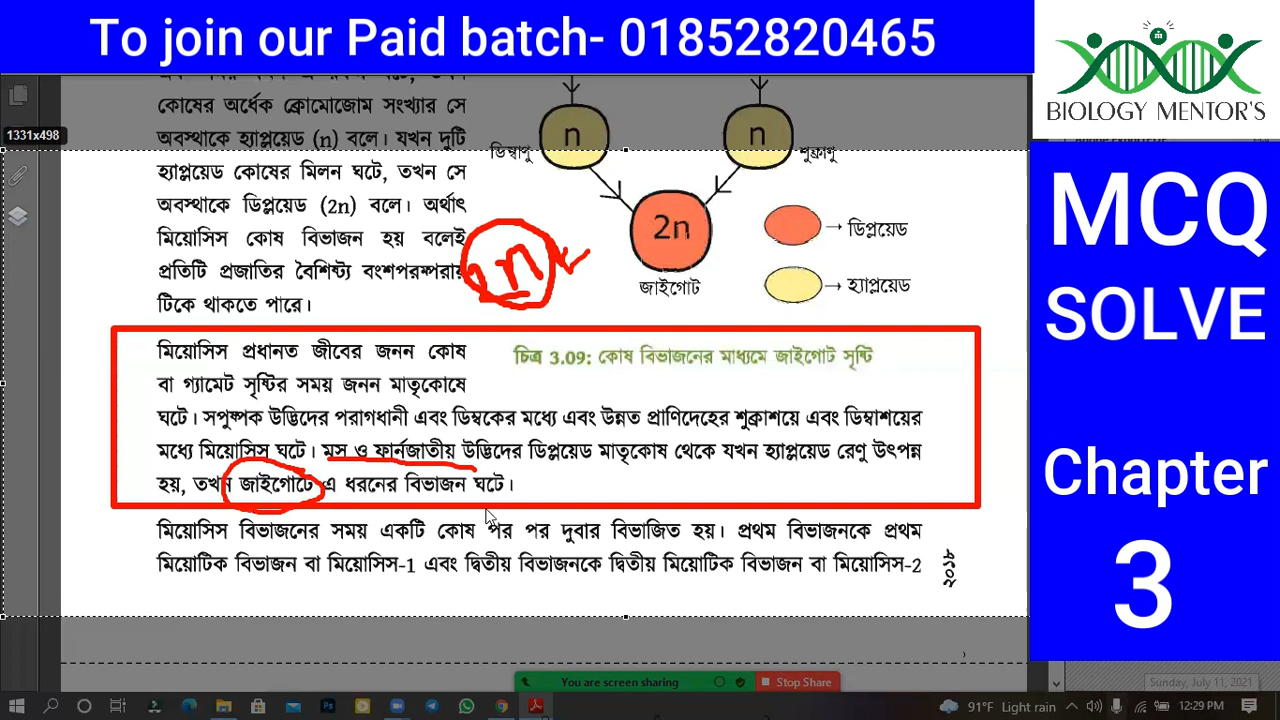 To join our Paid batch- 01852820465
BIOLOGY MENTOR'S
MCQ
SOLVE
Chapter
3
1331x498
কোষের অর্ধেক ক্রোমোজোম সংখ্যার সে
অবস্থাকে হ্যাপ্লয়েড (n) বলে। যখন দুটি
হ্যাপ্লয়েড কোষের মিলন ঘটে, তখন সে
অবস্থাকে ডিপ্লয়েড (2n) বলে। অর্থাৎ
মিয়োসিস কোষ বিভাজন হয় বলেই
প্রতিটি প্রজাতির বৈশিষ্ট্য বংশপরম্পরায়
টিকে থাকতে পারে।
n
n
ডিম্বাণু
শুক্রাণু
2n
জাইগোট
→ ডিপ্লয়েড
→ হ্যাপ্লয়েড
2n
চিত্র 3.09: কোষ বিভাজনের মাধ্যমে জাইগোট সৃষ্টি
মিয়োসিস প্রধানত জীবের জনন কোষ
বা গ্যামেট সৃষ্টির সময় জনন মাতৃকোষে
ঘটে। সপুষ্পক উদ্ভিদের পরাগধানী এবং ডিম্বকের মধ্যে এবং উন্নত প্রাণিদেহের শুক্রাশয়ে এবং ডিম্বাশয়ের
মধ্যে মিয়োসিস ঘটে। মস ও ফার্নজাতীয় উদ্ভিদের ডিপ্লয়েড মাতৃকোষ থেকে যখন হ্যাপ্লয়েড রেণু উৎপন্ন
হয়, তখন জাইগোটে এ ধরনের বিভাজন ঘটে।
মিয়োসিস বিভাজনের সময় একটি কোষ পর পর দুবার বিভাজিত হয়। প্রথম বিভাজনকে প্রথম
মিয়োটিক বিভাজন বা মিয়োসিস-1 এবং দ্বিতীয় বিভাজনকে দ্বিতীয় মিয়োটিক বিভাজন বা মিয়োসিস-2
২০১৮
You are screen sharing
Stop Share
Sunday, July 11, 2021
91°F Light rain
12:29 PM